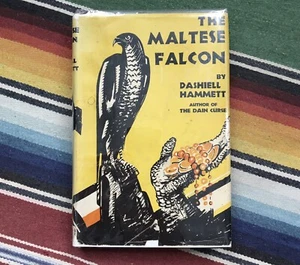 THE
MALTESE
FALCON
BY
DASHIELL
HAMMETT
AUTHOR OF
THE DAIN CURSE